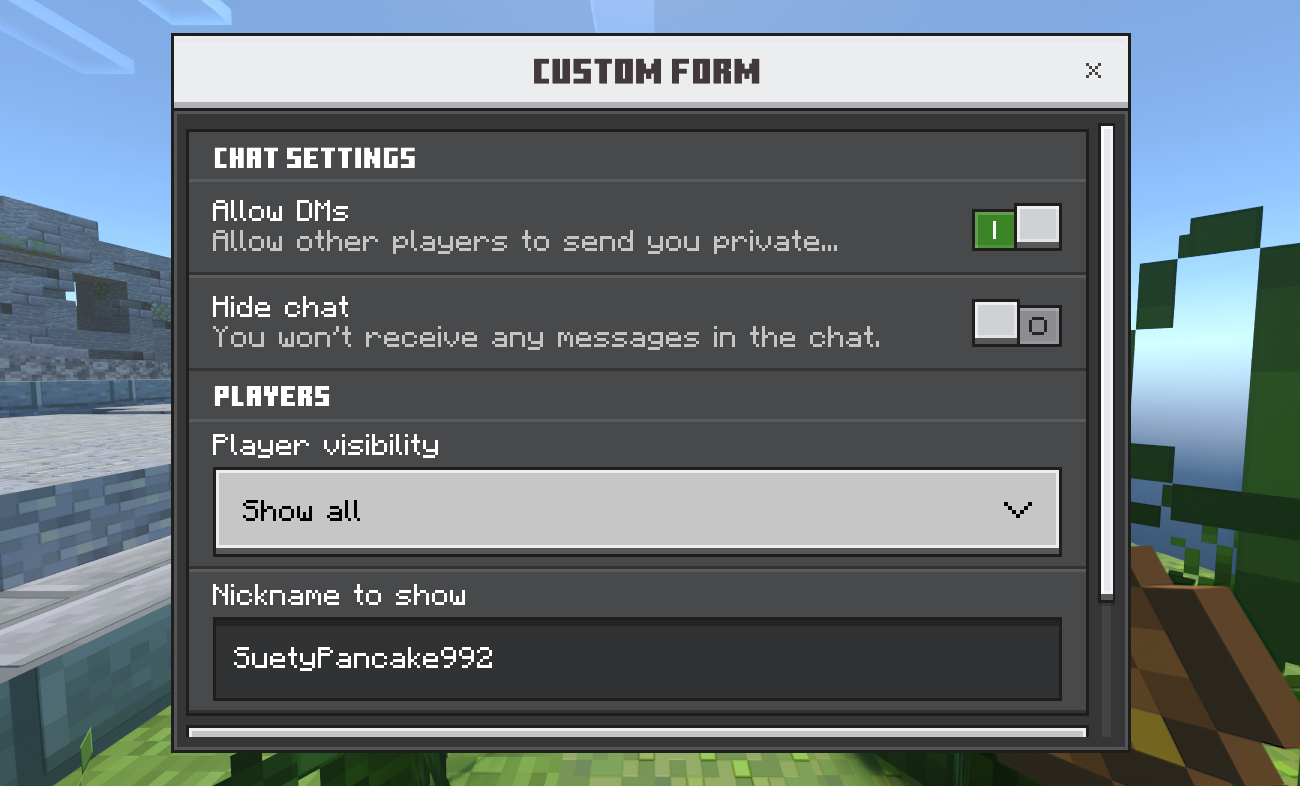 CUSTOM FORM
CHAT SETTINGS
Allow DMs
Allow other players to send you private...
Hide chat
You won't receive any messages in the chat.
PLAYERS
Player visibility
Show all
Nickname to show
SuetyPancake992